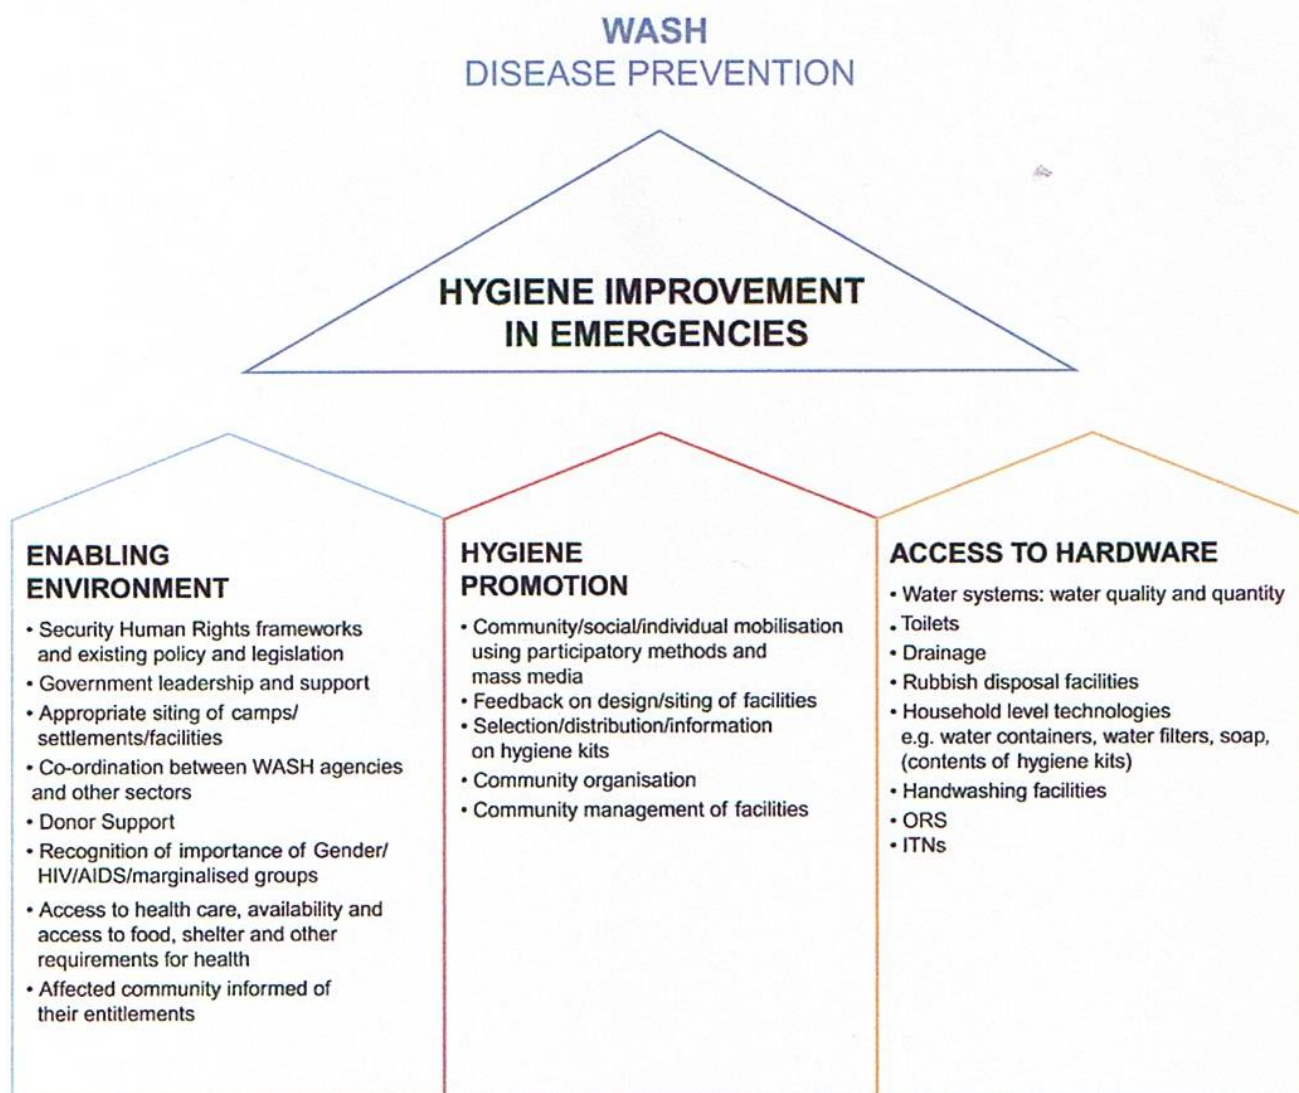 WASH
DISEASE PREVENTION
HYGIENE IMPROVEMENT
IN EMERGENCIES
ENABLING
ENVIRONMENT
• Security Human Rights frameworks
and existing policy and legislation
• Government leadership and support
• Appropriate siting of camps/
settlements/facilities
• Co-ordination between WASH agencies
and other sectors
• Donor Support
• Recognition of importance of Gender/
HIV/AIDS/marginalised groups
• Access to health care, availability and
access to food, shelter and other
requirements for health
• Affected community informed of
their entitlements
HYGIENE
PROMOTION
• Community/social/individual mobilisation
using participatory methods and
mass media
• Feedback on design/siting of facilities
• Selection/distribution/information
on hygiene kits
• Community organisation
• Community management of facilities
ACCESS TO HARDWARE
• Water systems: water quality and quantity
• Toilets
• Drainage
• Rubbish disposal facilities
• Household level technologies
e.g. water containers, water filters, soap,
(contents of hygiene kits)
• Handwashing facilities
• ORS
• ITNs